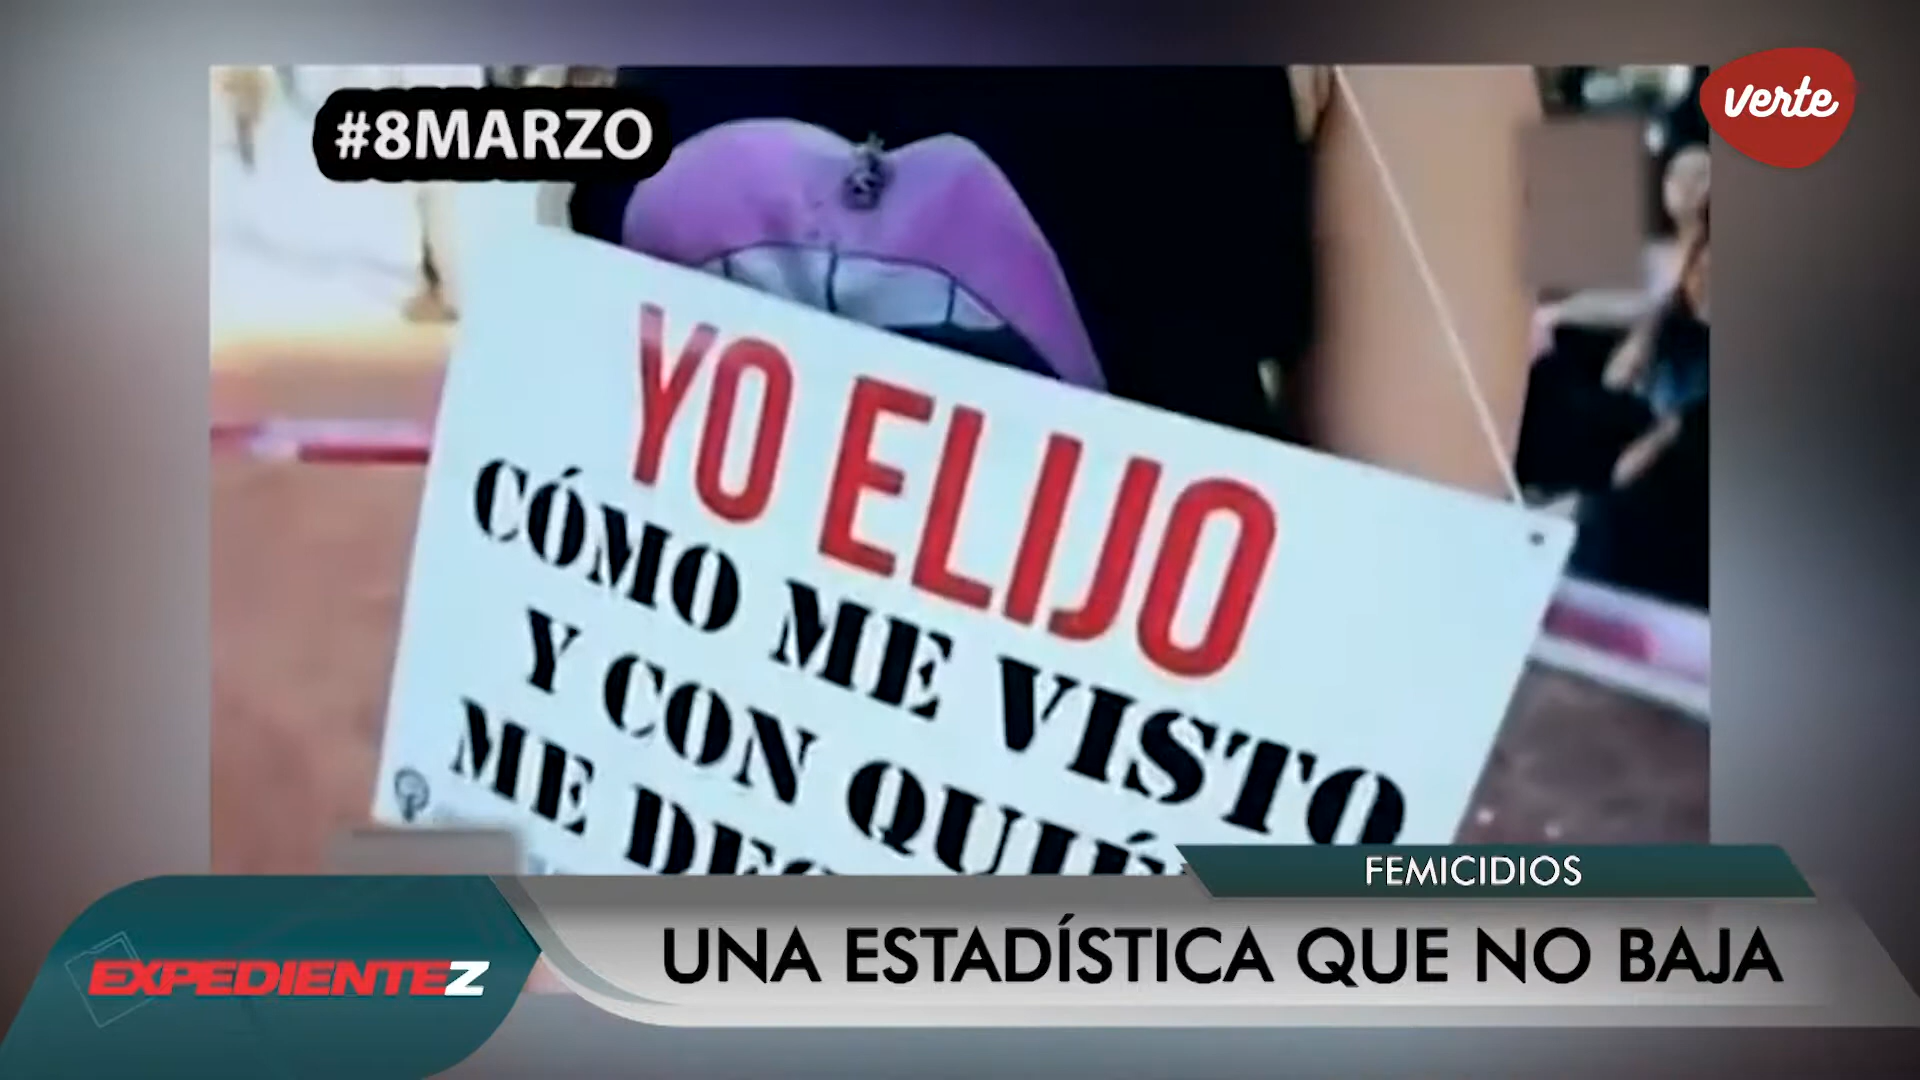 #8MARZO
verte
YO ELIJO
CÓMO ME VISTO
Y CON
ME
FEMICIDIOS
UNA ESTADÍSTICA QUE NO BAJA
EXPEDIENTEZ